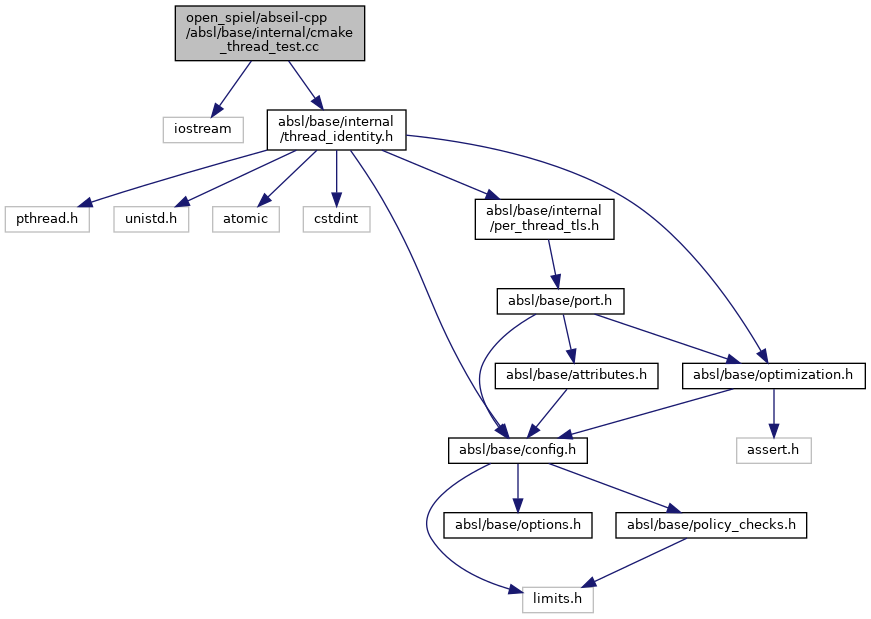 open_spiel/abseil-cpp
/absl/base/internal/cmake
_thread_test.cc
iostream
absl/base/internal
/thread_identity.h
pthread.h
unistd.h
atomic
cstdint
absl/base/internal
/per_thread_tls.h
absl/base/port.h
absl/base/attributes.h
absl/base/optimization.h
absl/base/config.h
assert.h
absl/base/options.h
absl/base/policy_checks.h
limits.h